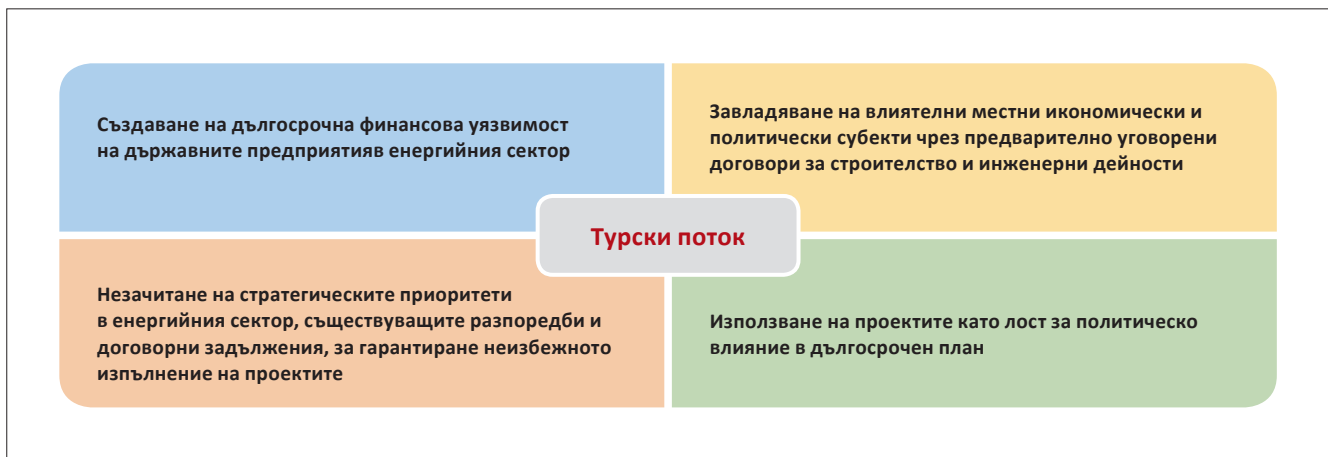 Създаване на дългосрочна финансова уязвимост
на държавните предприятияв енергийния сектор
Завладяване на влиятелни местни икономически и
политически субекти чрез предварително уговорени
договори за строителство и инженерни дейности
Турски поток
Незачитане на стратегическите приоритети
в енергийния сектор, съществуващите разпоредби и
договорни задължения, за гарантиране неизбежното
изпълнение на проектите
Използване на проектите като лост за политическо
влияние в дългосрочен план